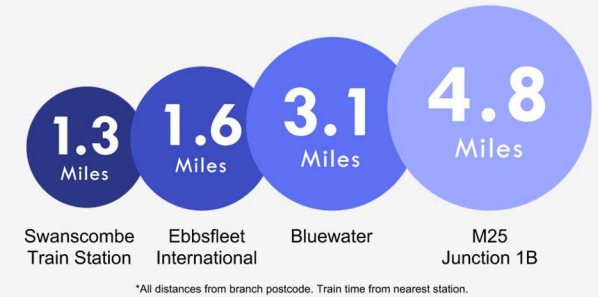 1.3
Miles
1.6
Miles
3.1
Miles
4.8
Miles
Swanscombe
Train Station
Ebbsfleet
International
Bluewater
M25
Junction 1B
*All distances from branch postcode. Train time from nearest station.